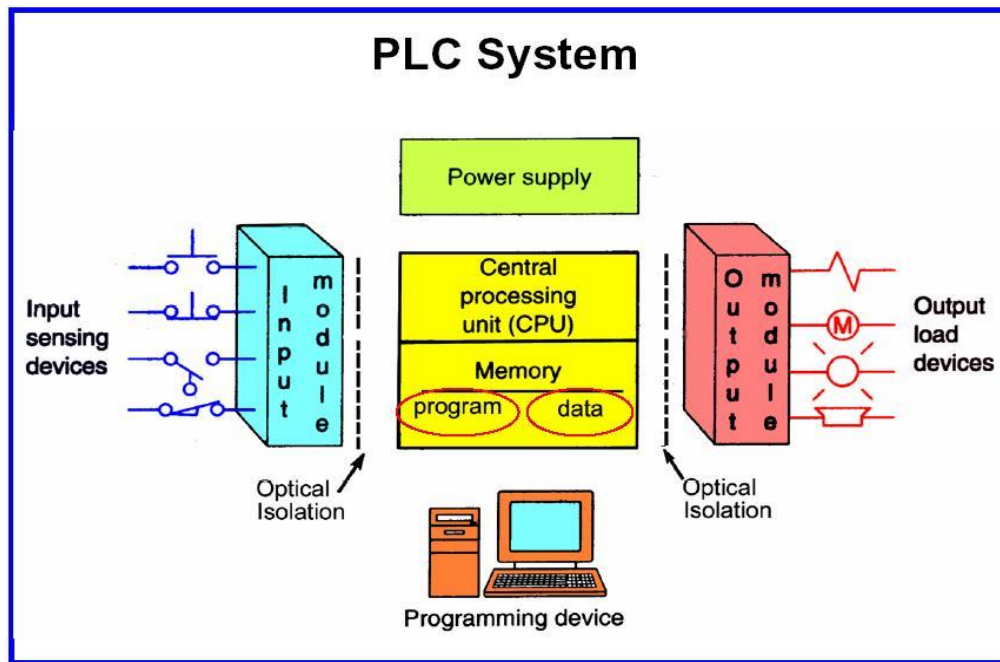 PLC System
Power supply
Input
sensing
devices
Input
module
Central
processing
unit (CPU)
Memory
program data
Output
module
M
Output
load
devices
Optical
Isolation
Optical
Isolation
Programming device